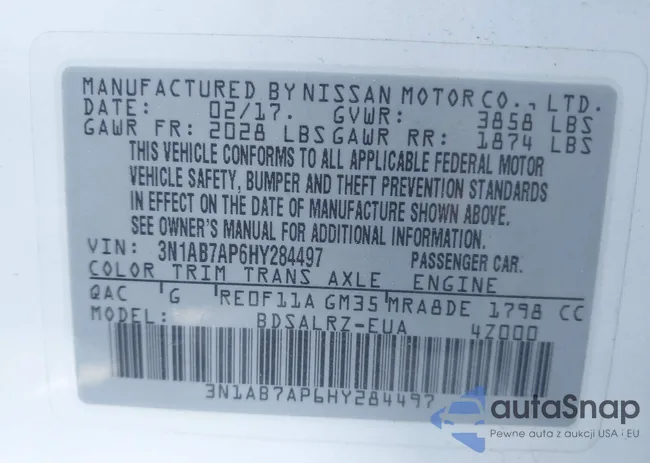 MANUFACTURED BY NISSAN MOTOR CO., LTD.
DATE: 02/17. GVWR: 3858 LBS
GAWR FR: 2028 LBS GAWR RR: 1874 LBS
THIS VEHICLE CONFORMS TO ALL APPLICABLE FEDERAL MOTOR
VEHICLE SAFETY, BUMPER AND THEFT PREVENTION STANDARDS
IN EFFECT ON THE DATE OF MANUFACTURE SHOWN ABOVE.
SEE OWNER'S MANUAL FOR ADDITIONAL INFORMATION.
VIN: 3N1AB7AP6HY284497 PASSENGER CAR.
COLOR TRIM TRANS AXLE ENGINE
QAC G RE0F11A GM35 MRA8DE 1798 CC
MODEL: BDSALRZ-EUA 4Z000
3N1AB7AP6HY284497
autaSnap
Pewne auta z aukcji USA i EU